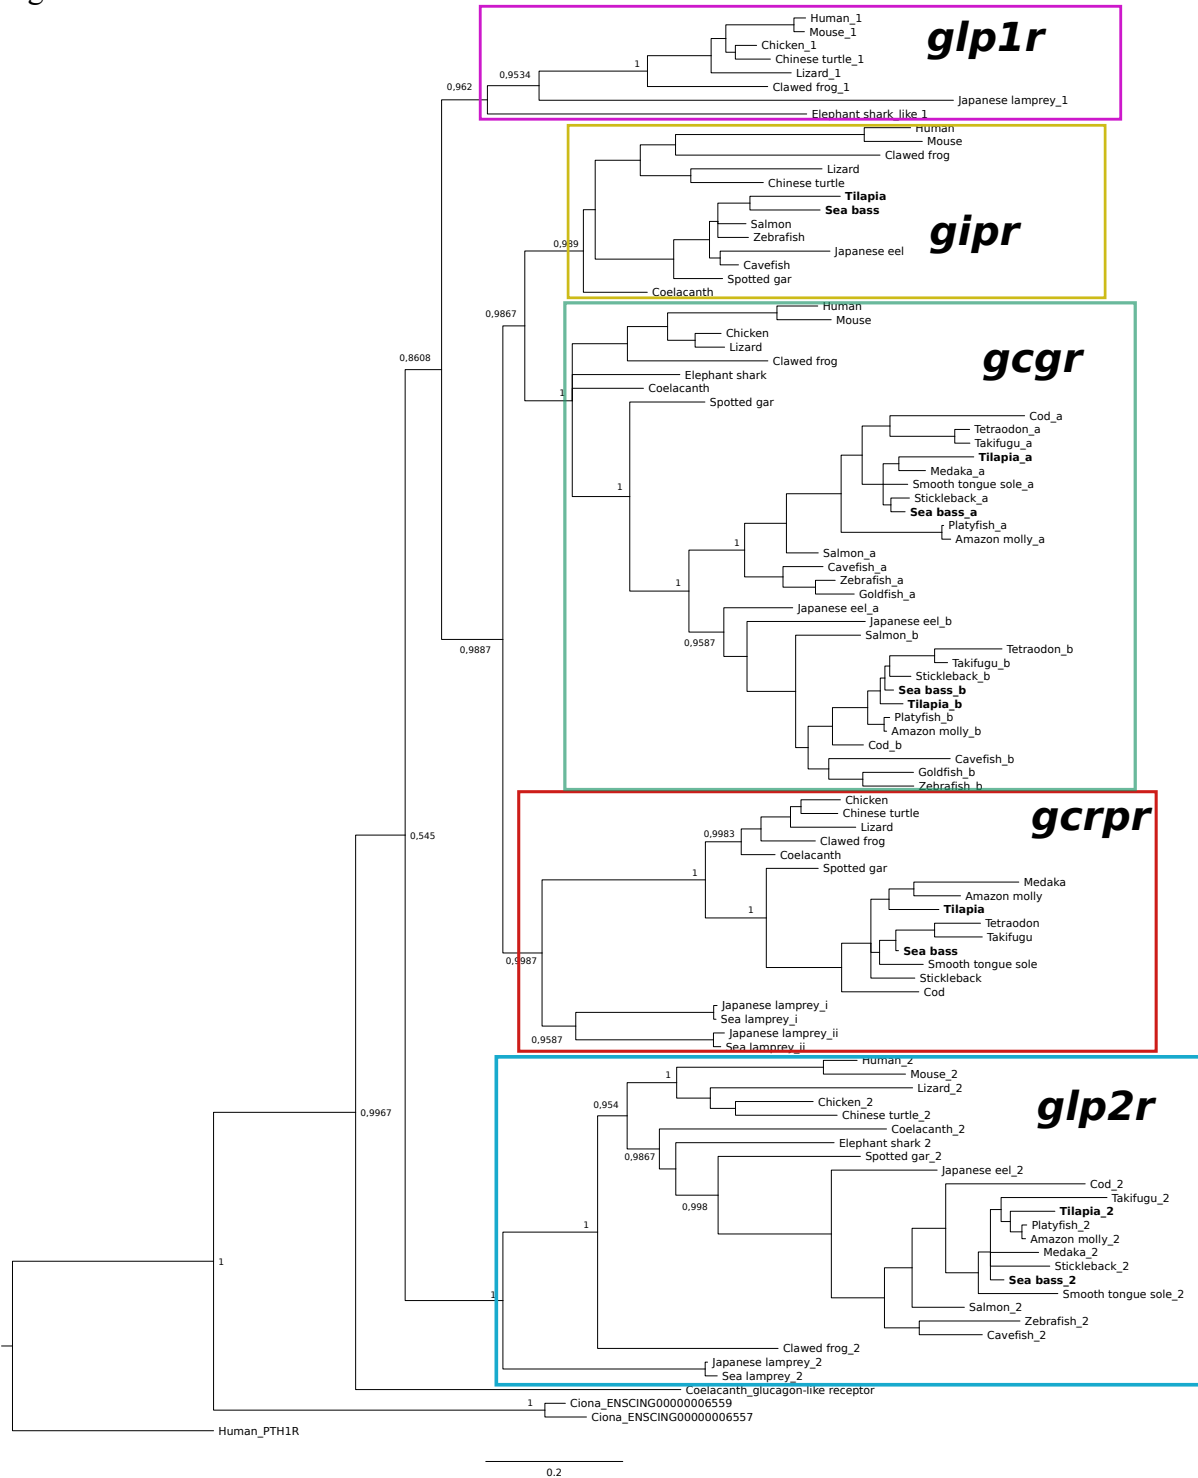 Human_1
glp1r
Mouse_1
Chicken_1
Chinese turtle_1
1
Lizard_1
0,9534
0,962
Clawed frog_1
Japanese lamprey_1
Elephant shark_like 1
Human
Mouse
Clawed frog
Lizard
Chinese turtle
Tilapia
Sea bass
gipr
Salmon
Zebrafish
0,989
Japanese eel
Cavefish
Spotted gar
Coelacanth
Human
0,9867
Mouse
Chicken
Lizard
gcgr
0,8608
Clawed frog
Elephant shark
Coelacanth
1
Spotted gar
Cod_a
Tetraodon_a
Takifugu_a
Tilapia_a
Medaka_a
Smooth tongue sole_a
1
Stickleback_a
Sea bass_a
Platyfish_a
Amazon molly_a
1
Salmon_a
Cavefish_a
1
Zebrafish_a
Goldfish_a
Japanese eel_a
Japanese eel_b
Salmon_b
0,9587
0,9887
Tetraodon_b
Takifugu_b
Stickleback_b
Sea bass_b
Tilapia_b
Platyfish_b
Amazon molly_b
Cod_b
Cavefish_b
Goldfish_b
Zebrafish_b
Chicken
gcrpr
Chinese turtle
Lizard
0,9983
0,545
Clawed frog
Coelacanth
Spotted gar
1
Medaka
Amazon molly
Tilapia
1
Tetraodon
Takifugu
Sea bass
0,9987
Smooth tongue sole
Stickleback
Cod
Japanese lamprey_i
Sea lamprey_i
Japanese lamprey_ii
0,9587
Sea lamprey_ii
Human_2
1
Mouse_2
Lizard_2
0,954
Chicken_2
glp2r
0,9967
Chinese turtle_2
Coelacanth_2
Elephant shark 2
0,9867
Spotted gar_2
Japanese eel_2
Cod_2
Takifugu_2
0,998
Tilapia_2
1
Platyfish_2
Amazon molly_2
Medaka_2
1
Stickleback_2
Sea bass_2
1
Smooth tongue sole_2
Salmon_2
Zebrafish_2
Cavefish_2
Clawed frog_2
Japanese lamprey_2
Sea lamprey_2
Coelacanth_glucagon-like receptor
1
Ciona_ENSCING00000006559
Ciona_ENSCING00000006557
Human_PTH1R
0.2